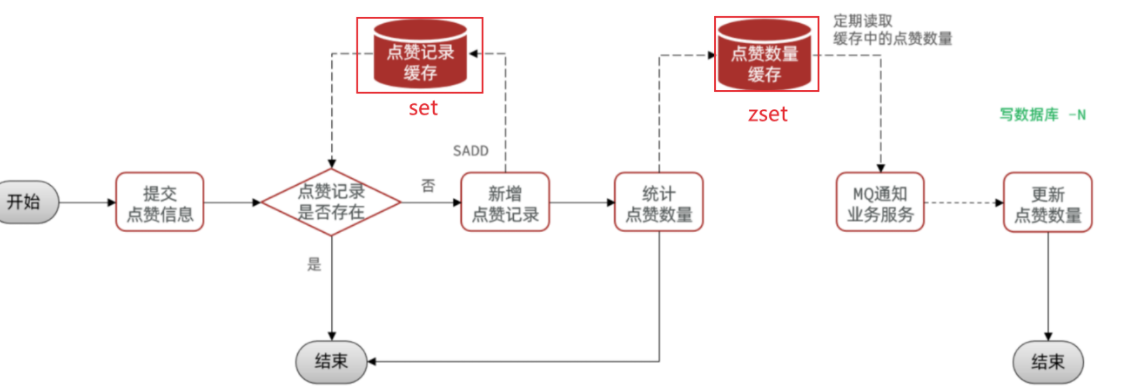 点赞记录
缓存
set
点赞数量
缓存
zset
定期读取
缓存中的点赞数量
写数据库 -N
SADD
开始
提交
点赞信息
点赞记录
是否存在
否
新增
点赞记录
统计
点赞数量
MQ通知
业务服务
更新
点赞数量
是
结束
结束